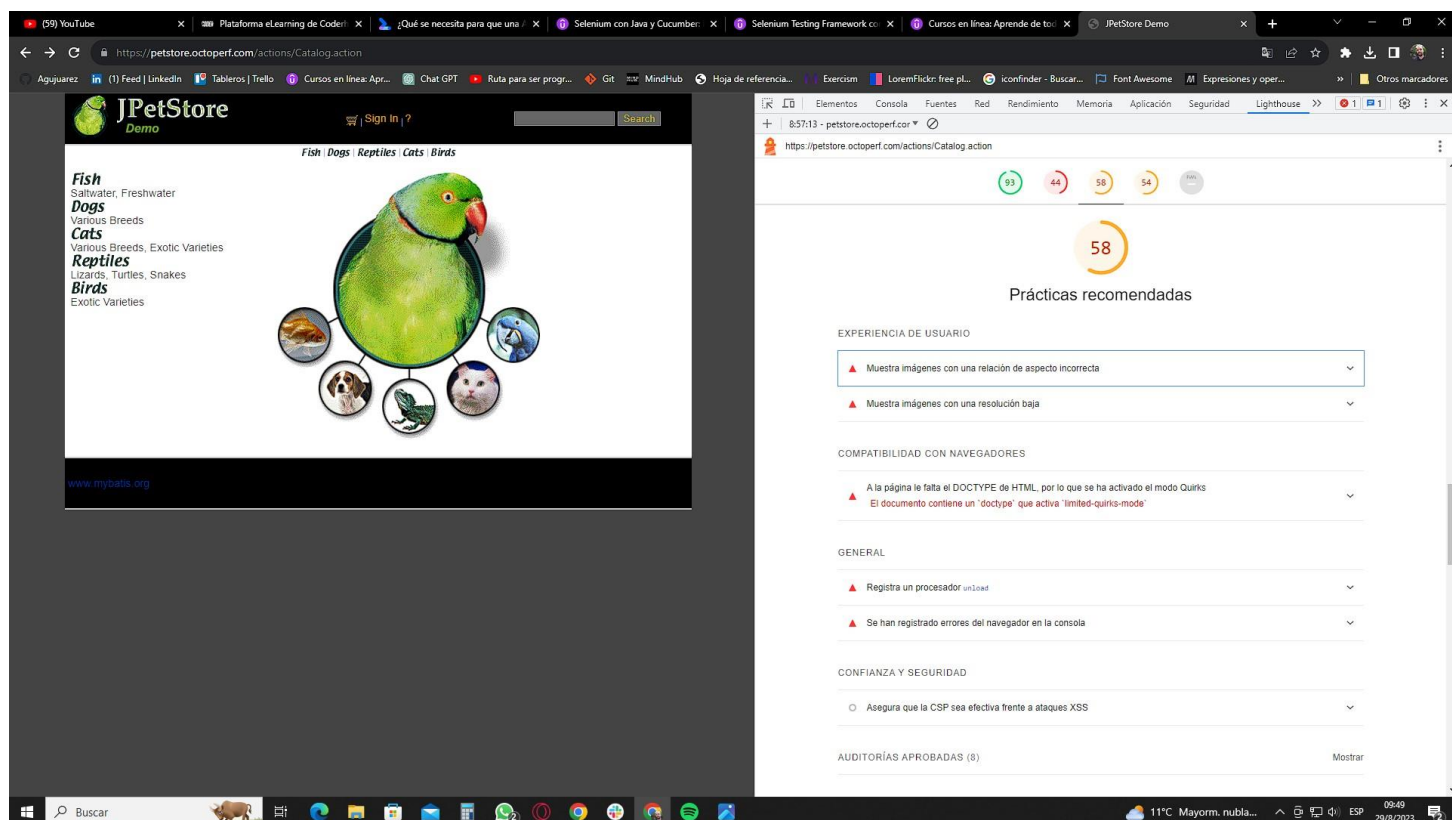 (59) YouTube
Plataforma eLearning de Coderh
¿Qué se necesita para que una A
Selenium con Java y Cucumber:
Selenium Testing Framework co
Cursos en línea: Aprende de tod
JPetStore Demo
https://petstore.octoperf.com/actions/Catalog.action
Agujuarez
(1) Feed | LinkedIn
Tableros | Trello
Cursos en línea: Apr...
Chat GPT
Ruta para ser progr...
Git
MindHub
Hoja de referencia...
Exercism
LoremFlickr: free pl...
iconfinder - Buscar...
Font Awesome
Expresiones y oper...
»
Otros marcadores
JPetStore
Demo
Sign In | ?
Search
Fish | Dogs | Reptiles | Cats | Birds
Fish
Saltwater, Freshwater
Dogs
Various Breeds
Cats
Various Breeds, Exotic Varieties
Reptiles
Lizards, Turtles, Snakes
Birds
Exotic Varieties
www.mybatis.org
Elementos Consola Fuentes Red Rendimiento Memoria Aplicación Seguridad Lighthouse » 1 1
8:57:13 - petstore.octoperf.cor
https://petstore.octoperf.com/actions/Catalog.action
93 44 58 54
58
Prácticas recomendadas
EXPERIENCIA DE USUARIO
Muestra imágenes con una relación de aspecto incorrecta
Muestra imágenes con una resolución baja
COMPATIBILIDAD CON NAVEGADORES
A la página le falta el DOCTYPE de HTML, por lo que se ha activado el modo Quirks
El documento contiene un `doctype` que activa `limited-quirks-mode`
GENERAL
Registra un procesador unload
Se han registrado errores del navegador en la consola
CONFIANZA Y SEGURIDAD
Asegura que la CSP sea efectiva frente a ataques XSS
AUDITORÍAS APROBADAS (8)
Mostrar
Buscar
11°C Mayorm. nubla...
ESP
09:49
29/8/2023